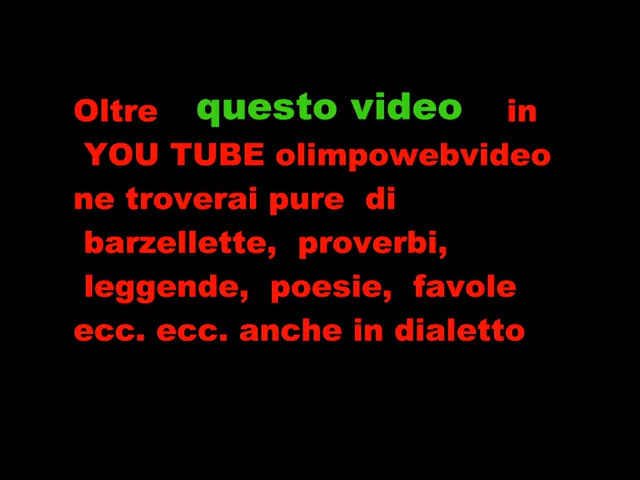 Oltre questo video in
YOU TUBE olimpowebvideo
ne troverai pure di
barzellette, proverbi,
leggende, poesie, favole
ecc. ecc. anche in dialetto